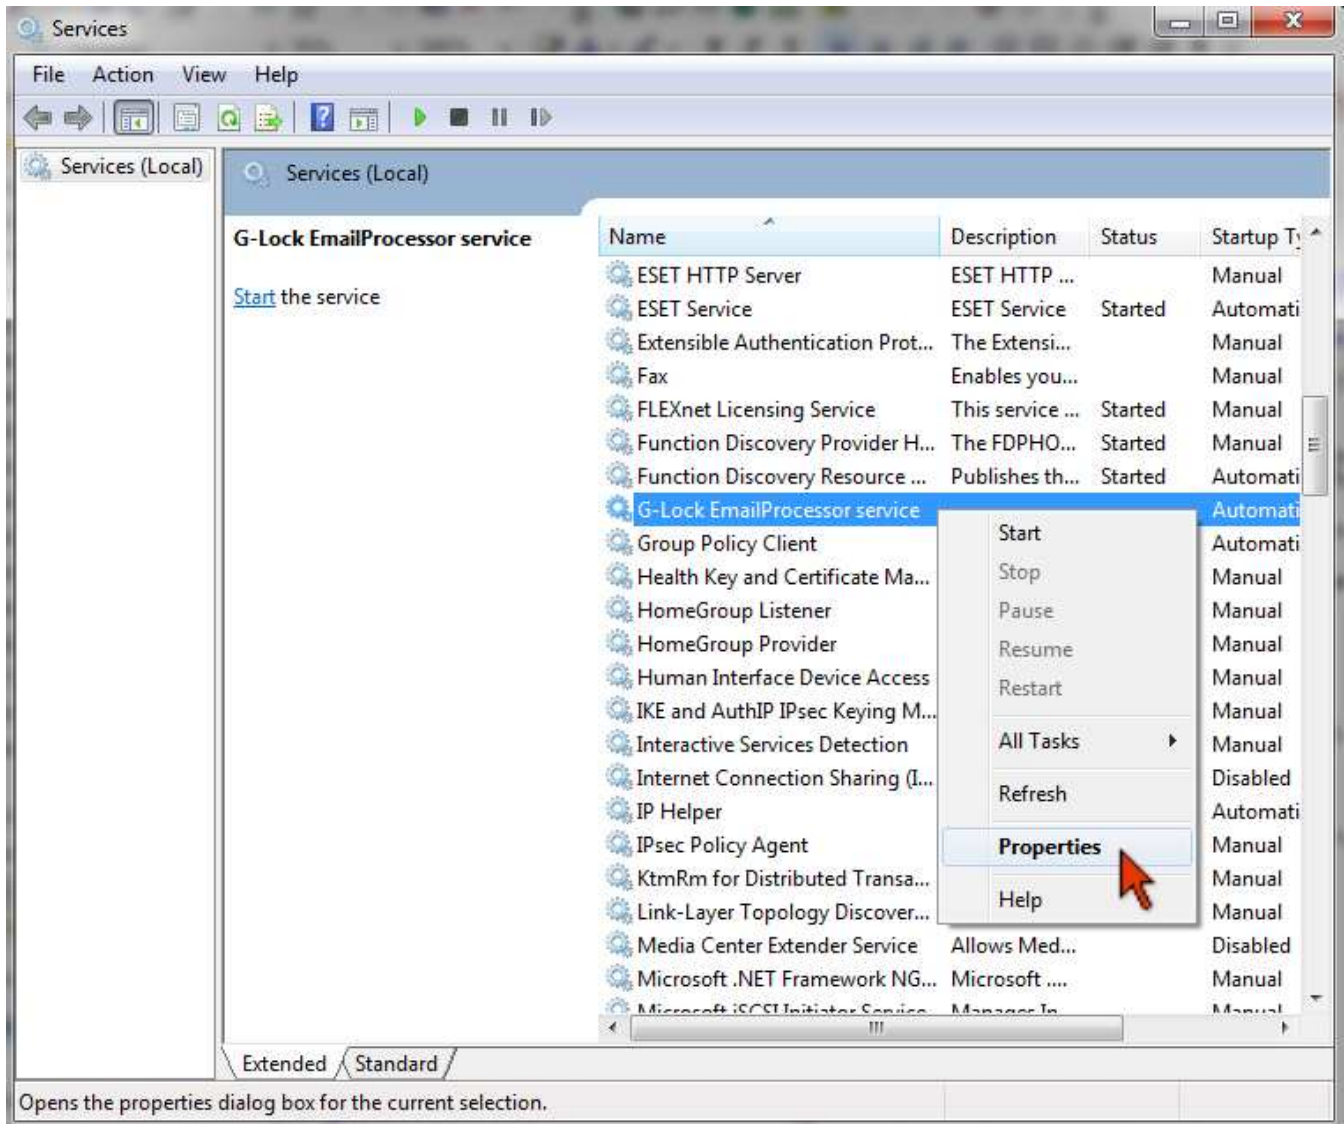 Services
File Action View Help
Services (Local)
Services (Local)
G-Lock EmailProcessor service
Start the service
Name Description Status Startup Ty
ESET HTTP Server ESET HTTP ... Manual
ESET Service ESET Service Started Automati
Extensible Authentication Prot... The Extensi... Manual
Fax Enables you... Manual
FLEXnet Licensing Service This service ... Started Manual
Function Discovery Provider H... The FDPHO... Started Manual
Function Discovery Resource ... Publishes th... Started Automati
G-Lock EmailProcessor service Automati
Group Policy Client Automati
Health Key and Certificate Ma... Manual
HomeGroup Listener Manual
HomeGroup Provider Manual
Human Interface Device Access Manual
IKE and AuthIP IPsec Keying M... Manual
Interactive Services Detection Manual
Internet Connection Sharing (I... Disabled
IP Helper Automati
IPsec Policy Agent Manual
KtmRm for Distributed Transa... Manual
Link-Layer Topology Discover... Manual
Media Center Extender Service Allows Med... Disabled
Microsoft .NET Framework NG... Microsoft .... Manual
Microsoft iSCSI Initiator Service Manages In Manual
Start
Stop
Pause
Resume
Restart
All Tasks
Refresh
Properties
Help
Extended Standard
Opens the properties dialog box for the current selection.